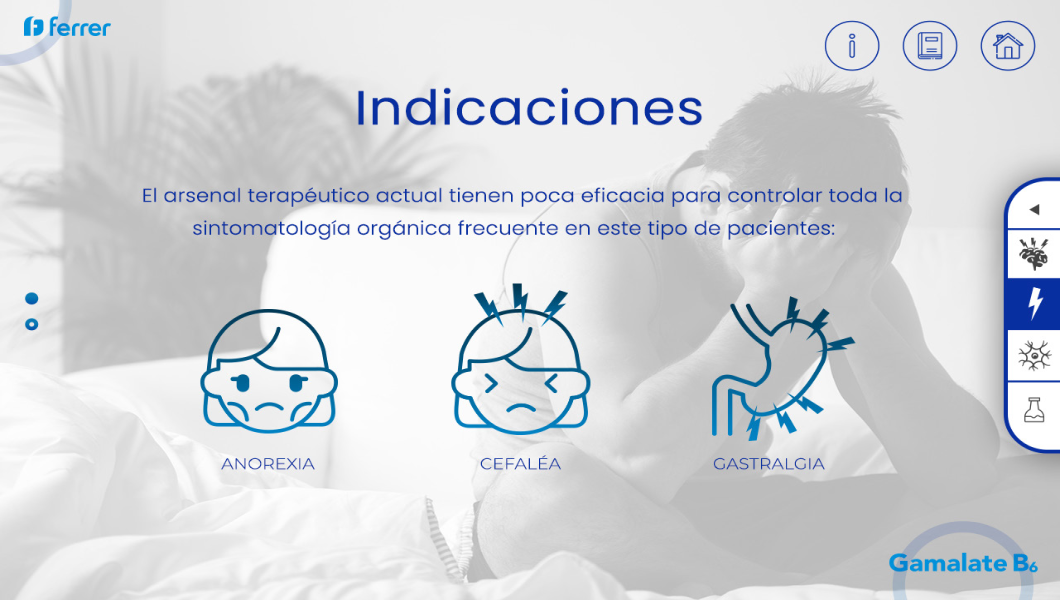 ferrer
Indicaciones
El arsenal terapéutico actual tienen poca eficacia para controlar toda la
sintomatología orgánica frecuente en este tipo de pacientes:
ANOREXIA
CEFALÉA
GASTRALGIA
Gamalate B₆